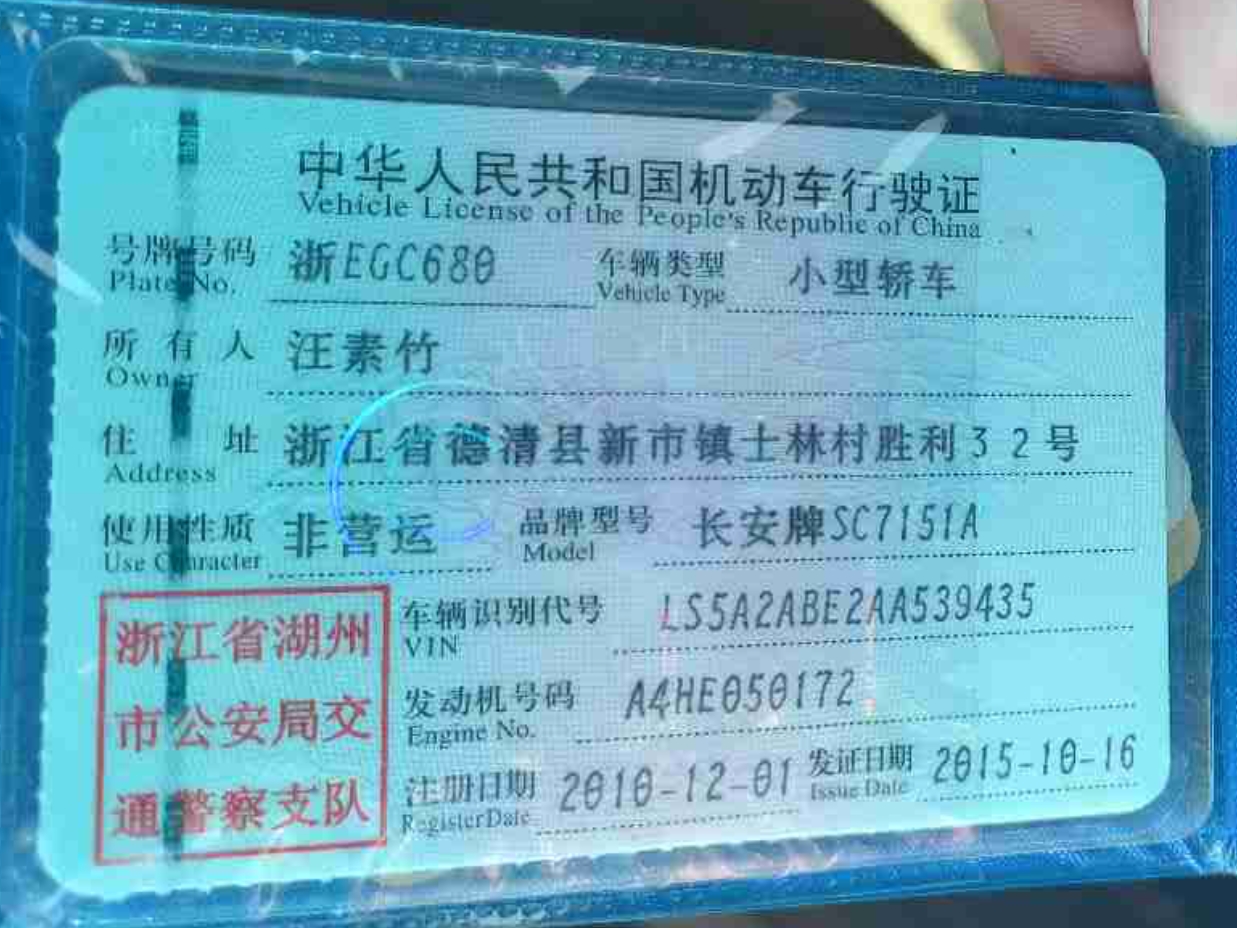 中华人民共和国机动车行驶证
Vehicle License of the People's Republic of China
号牌号码 浙EGC680 车辆类型 小型轿车
Plate No. Vehicle Type
所有人 汪素竹
Owner
住址 浙江省德清县新市镇士林村胜利32号
Address
使用性质 非营运 品牌型号 长安牌SC7151A
Use Character Model
车辆识别代号 LS5A2ABE2AA539435
VIN
发动机号码 A4HE050172
Engine No.
注册日期 2010-12-01 发证日期 2015-10-16
Register Date Issue Date
浙江省湖州
市公安局交
通警察支队